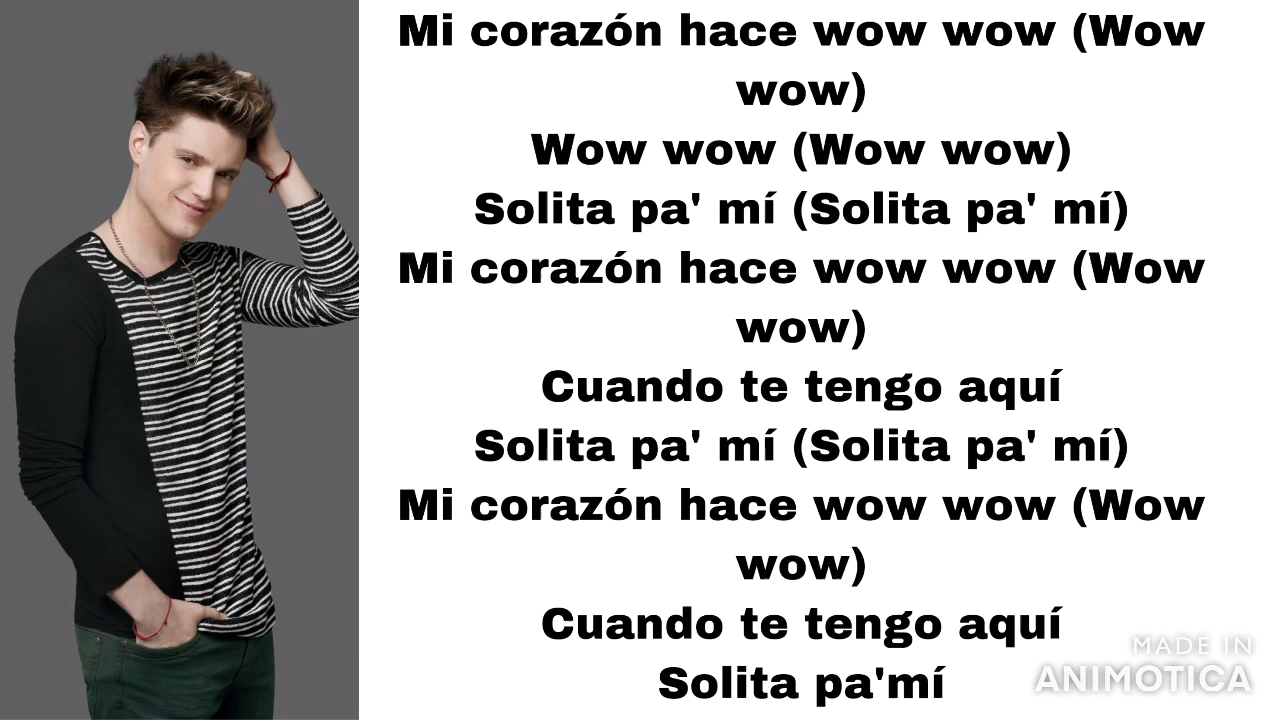 Mi corazón hace wow wow (Wow
wow)
Wow wow (Wow wow)
Solita pa' mí (Solita pa' mí)
Mi corazón hace wow wow (Wow
wow)
Cuando te tengo aquí
Solita pa' mí (Solita pa' mí)
Mi corazón hace wow wow (Wow
wow)
Cuando te tengo aquí
Solita pa'mí
MADE IN
ANIMOTICA